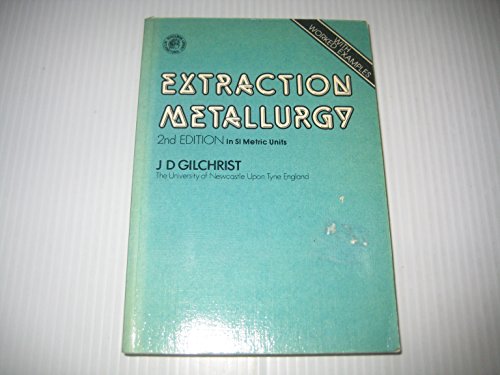 WITH
WORKED EXAMPLES
EXTRACTION
METALLURGY
2nd EDITION in SI Metric Units
J D GILCHRIST
The University of Newcastle Upon Tyne England